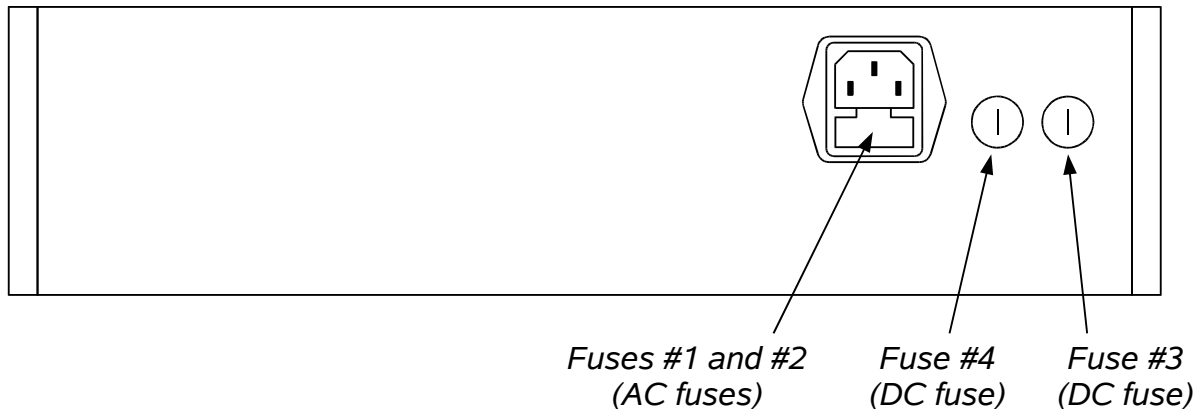 Fuses #1 and #2
(AC fuses)
Fuse #4
(DC fuse)
Fuse #3
(DC fuse)